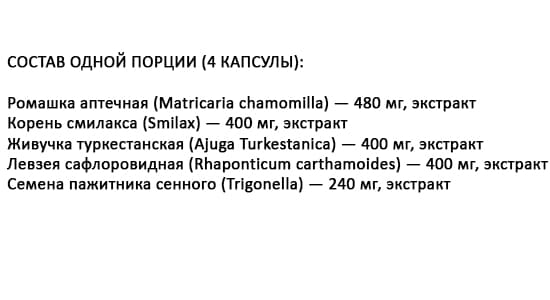 СОСТАВ ОДНОЙ ПОРЦИИ (4 КАПСУЛЫ):
Ромашка аптечная (Matricaria chamomilla) — 480 мг, экстракт
Корень смилакса (Smilax) — 400 мг, экстракт
Живучка туркестанская (Ajuga Turkestanica) — 400 мг, экстракт
Левзея сафлоровидная (Rhaponticum carthamoides) — 400 мг, экстракт
Семена пажитника сенного (Trigonella) — 240 мг, экстракт